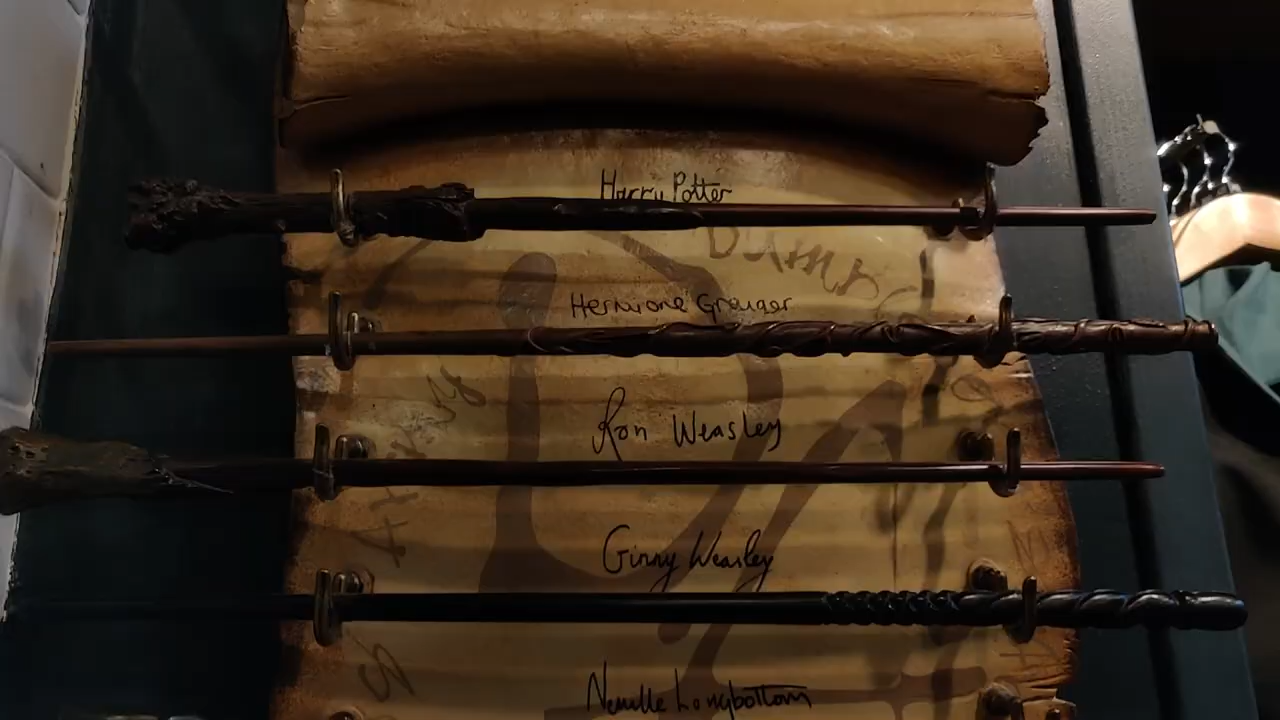 Harry Potter
Hermione Granger
Ron Weasley
Ginny Weasley
Neville Longbottom